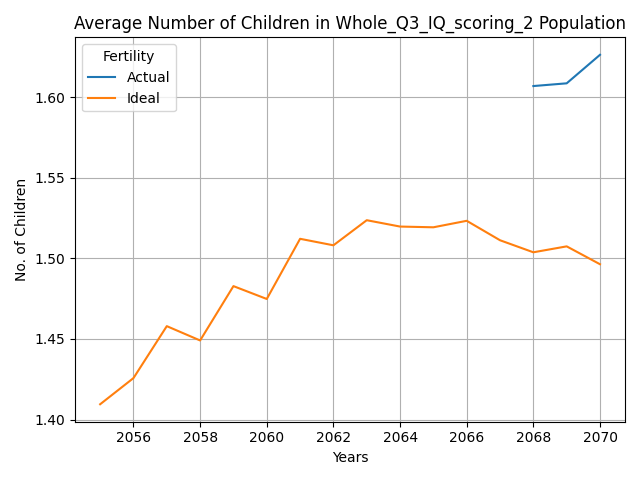 Average Number of Children in Whole_Q3_IQ_scoring_2 Population
Fertility
Actual
Ideal
1.60
1.55
1.50
1.45
1.40
No. of Children
2056 2058 2060 2062 2064 2066 2068 2070
Years